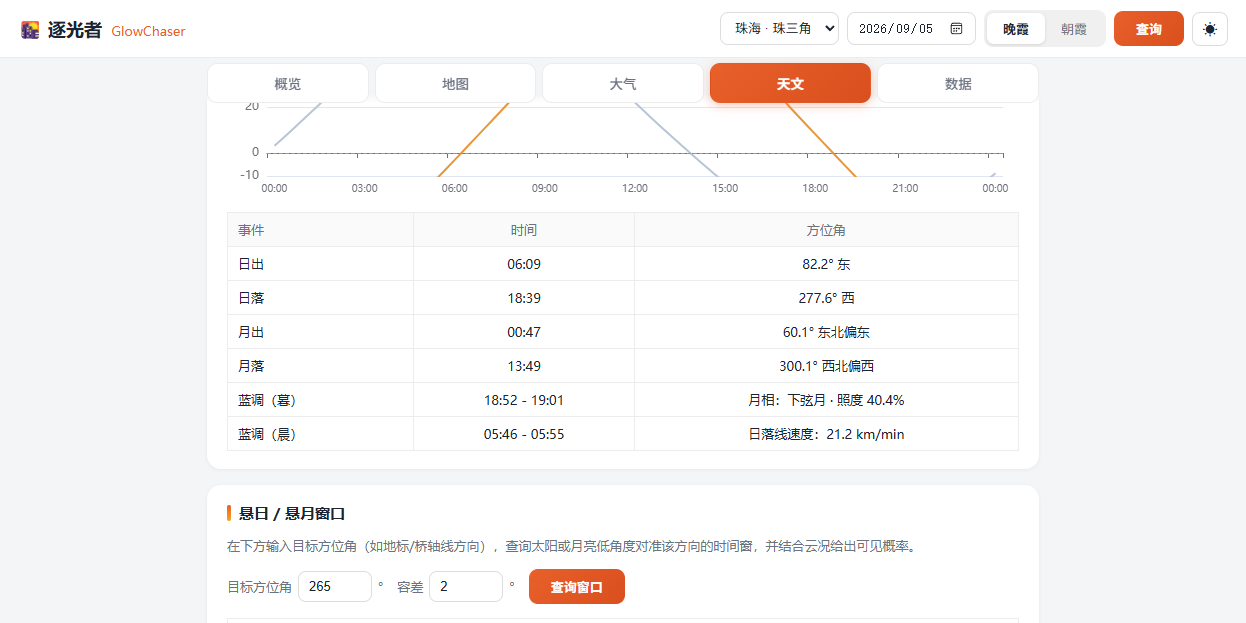 逐光者 GlowChaser 珠海 · 珠三角 2026/09/05 晚霞 朝霞 查询
概览 地图 大气 天文 数据
20
0
-10
00:00 03:00 06:00 09:00 12:00 15:00 18:00 21:00 00:00
事件 时间 方位角
日出 06:09 82.2° 东
日落 18:39 277.6° 西
月出 00:47 60.1° 东北偏东
月落 13:49 300.1° 西北偏西
蓝调（暮） 18:52 - 19:01 月相：下弦月 · 照度 40.4%
蓝调（晨） 05:46 - 05:55 日落线速度：21.2 km/min
悬日 / 悬月窗口
在下方输入目标方位角（如地标/桥轴线方向），查询太阳或月亮低角度对准该方向的时间窗，并结合云况给出可见概率。
目标方位角 265 ° 容差 2 ° 查询窗口